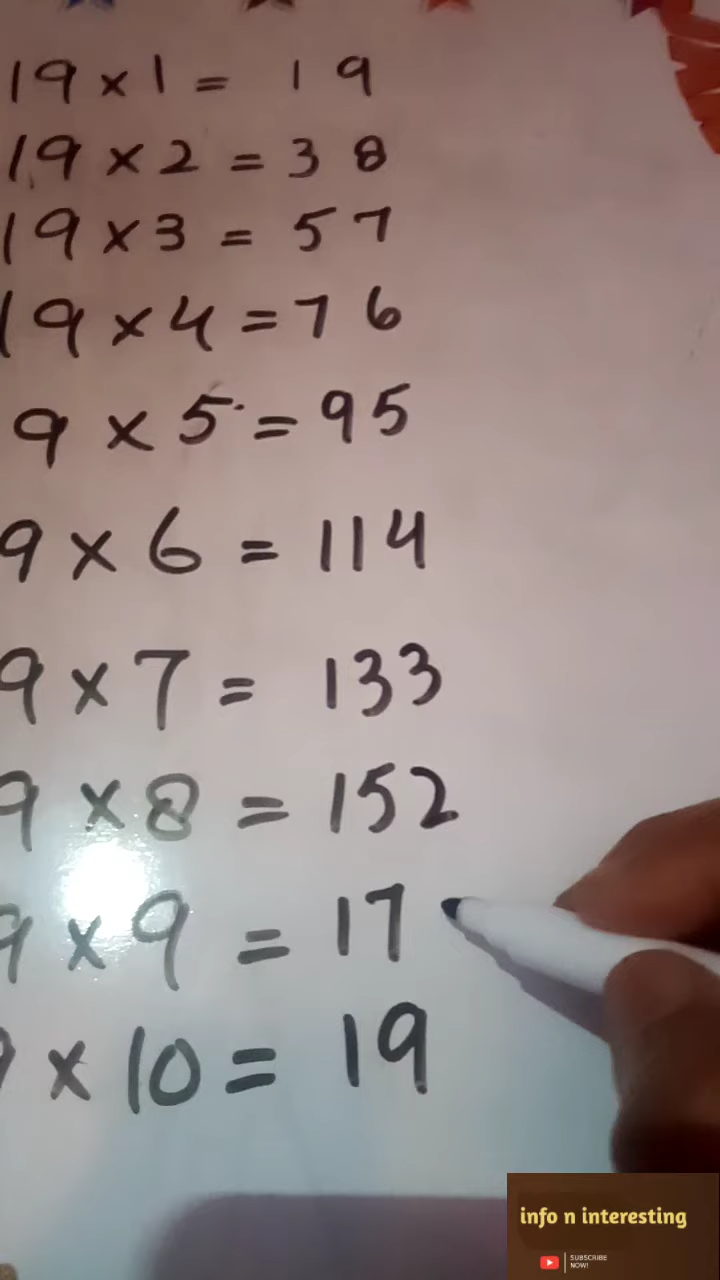 19 × 1 = 19
19 × 2 = 38
19 × 3 = 57
19 × 4 = 76
9 × 5 = 95
9 × 6 = 114
9 × 7 = 133
9 × 8 = 152
9 × 9 = 17
9 × 10 = 19
info n interesting
SUBSCRIBE
NOW!